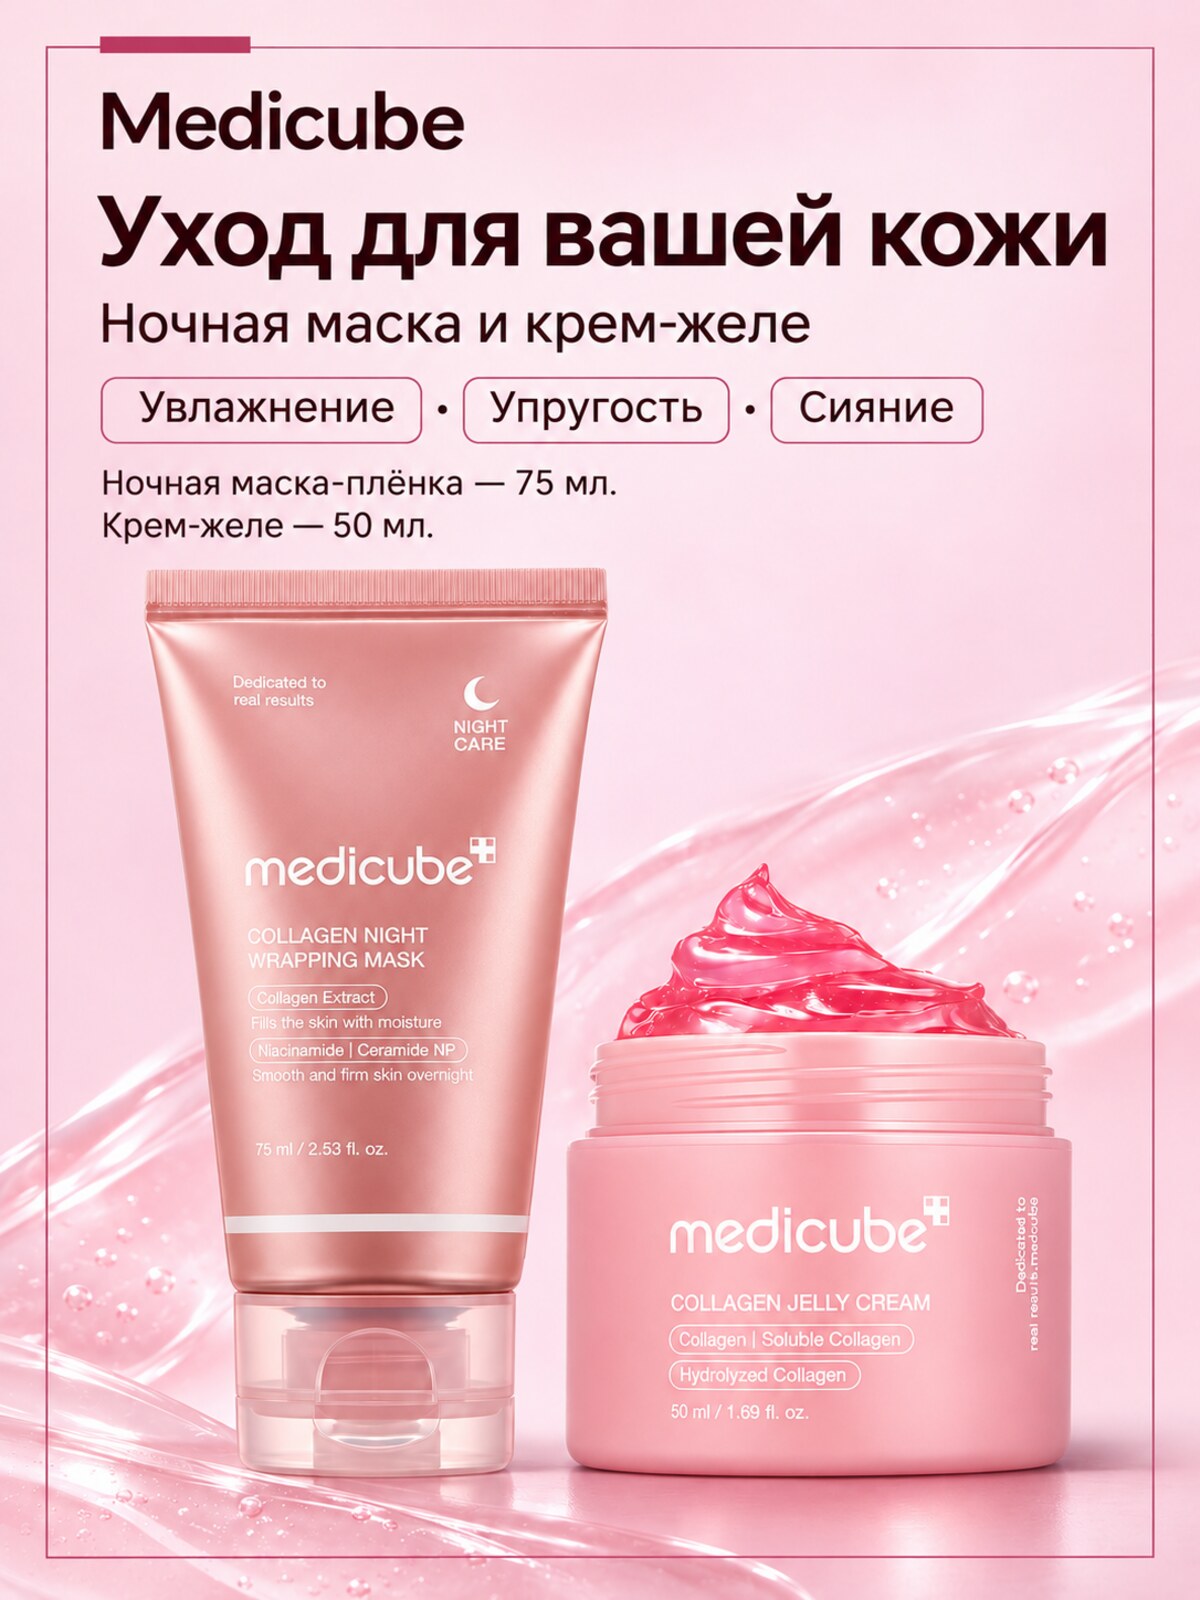 Medicube
Уход для вашей кожи
Ночная маска и крем-желе
Увлажнение • Упругость • Сияние
Ночная маска-плёнка — 75 мл.
Крем-желе — 50 мл.
Dedicated to
real results
NIGHT
CARE
medicube
COLLAGEN NIGHT
WRAPPING MASK
Collagen Extract
Fills the skin with moisture
Niacinamide | Ceramide NP
Smooth and firm skin overnight
75 ml / 2.53 fl. oz.
medicube
COLLAGEN JELLY CREAM
Collagen | Soluble Collagen
Hydrolyzed Collagen
50 ml / 1.69 fl. oz.
Dedicated to
real